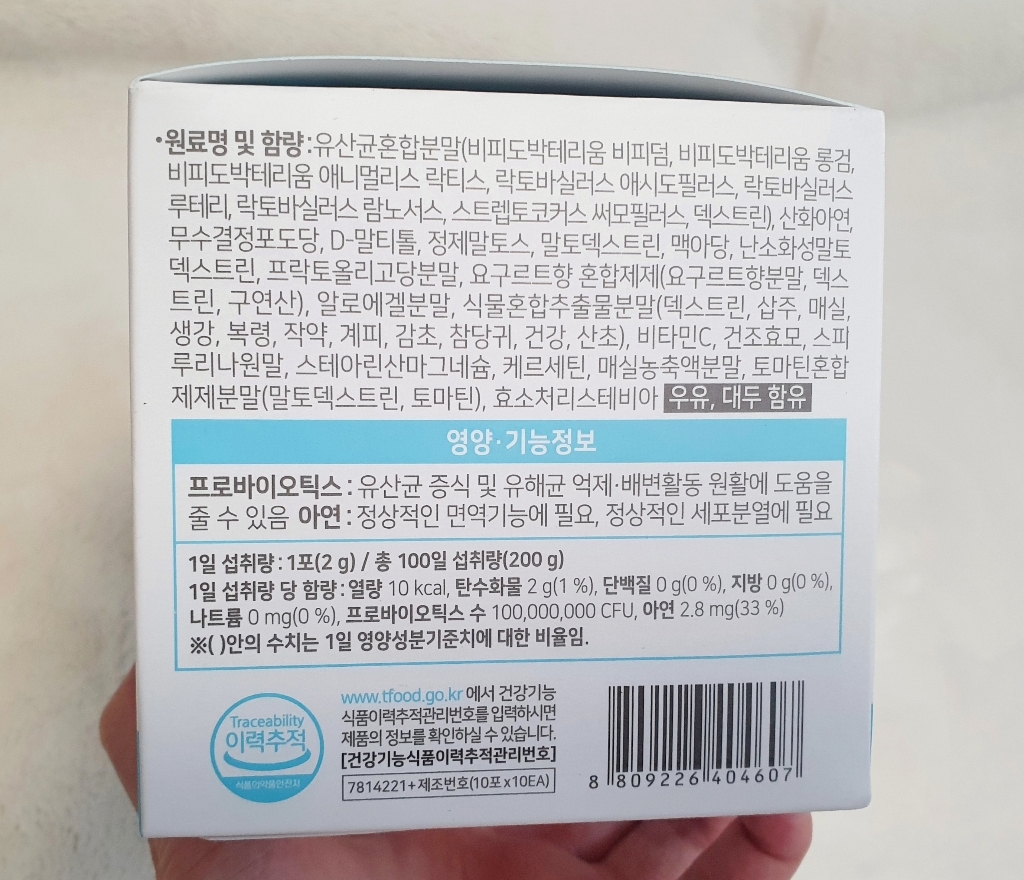 •원료명 및 함량:유산균혼합분말(비피도박테리움 비피덤, 비피도박테리움 롱검,
비피도박테리움 애니멀리스 락티스, 락토바실러스 애시도필러스, 락토바실러스
루테리, 락토바실러스 람노서스, 스트렙토코커스 써모필러스, 덱스트린), 산화아연,
무수결정포도당, D-말티톨, 정제말토스, 말토덱스트린, 맥아당, 난소화성말토
덱스트린, 프락토올리고당분말, 요구르트향 혼합제제(요구르트향분말, 덱스
트린, 구연산), 알로에겔분말, 식물혼합추출물분말(덱스트린, 삽주, 매실,
생강, 복령, 작약, 계피, 감초, 참당귀, 건강, 산초), 비타민C, 건조효모, 스피
루리나원말, 스테아린산마그네슘, 케르세틴, 매실농축액분말, 토마틴혼합
제제분말(말토덱스트린, 토마틴), 효소처리스테비아 우유, 대두 함유
영양·기능정보
프로바이오틱스 : 유산균 증식 및 유해균 억제·배변활동 원활에 도움을
줄 수 있음 아연 : 정상적인 면역기능에 필요, 정상적인 세포분열에 필요
1일 섭취량 : 1포(2 g) / 총 100일 섭취량(200 g)
1일 섭취량 당 함량 : 열량 10 kcal, 탄수화물 2 g(1 %), 단백질 0 g(0 %), 지방 0 g(0 %),
나트륨 0 mg(0 %), 프로바이오틱스 수 100,000,000 CFU, 아연 2.8 mg(33 %)
※( )안의 수치는 1일 영양성분기준치에 대한 비율임.
Traceability
이력추적
식품의약품안전처
www.tfood.go.kr 에서 건강기능
식품이력추적관리번호를 입력하시면
제품의 정보를 확인하실 수 있습니다.
[건강기능식품이력추적관리번호]
7814221+제조번호(10포x10EA)
8 809226 404607